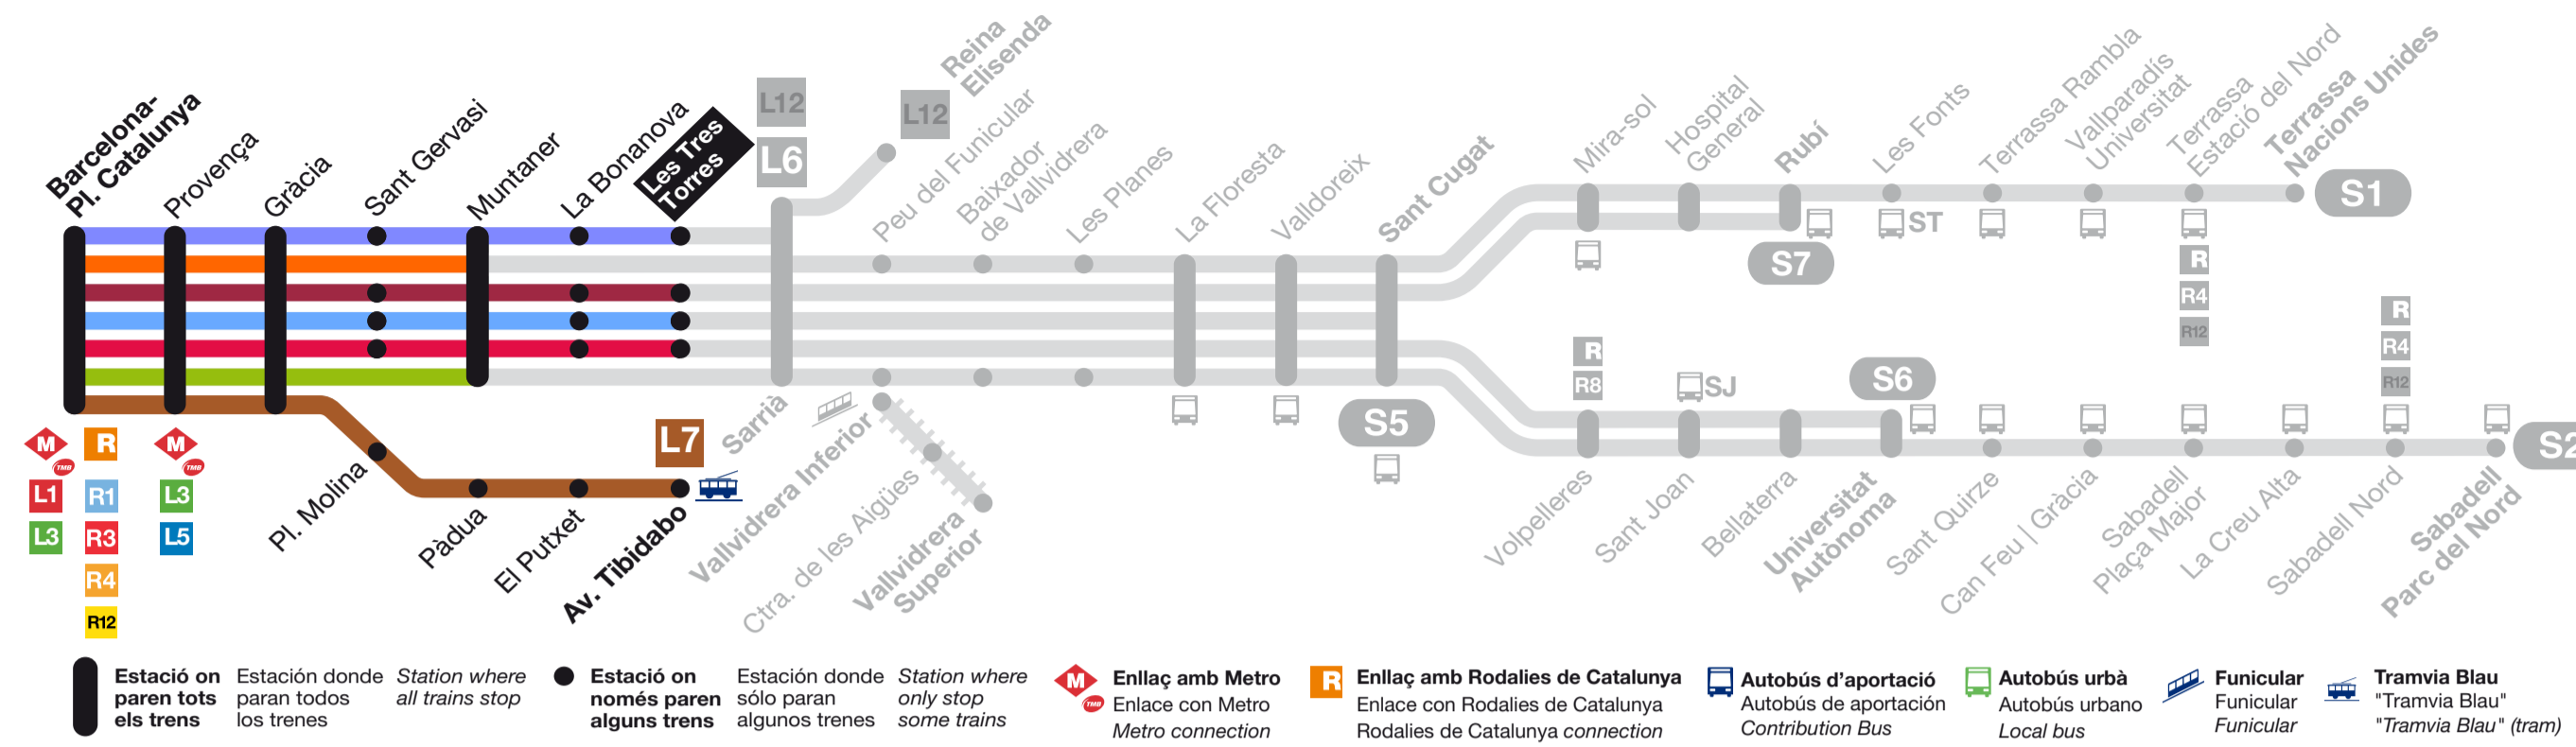 Barcelona-
Pl. Catalunya
Provença
Gràcia
Sant Gervasi
Muntaner
La Bonanova
Les Tres
Torres
L12
L6
Reina
Elisenda
L12
Peu del Funicular
Baixador
de Vallvidrera
Les Planes
La Floresta
Valldoreix
Sant Cugat
Mira-sol
Hospital
General
Rubí
Les Fonts
Terrassa Rambla
Vallparadís
Universitat
Terrassa
Estació del Nord
Terrassa
Nacions Unides
S1
ST
S7
R
R4
R12
R
R4
R12
R
R8
SJ
S6
S5
S2
M
TMB
L1
L3
R
R1
R3
R4
R12
M
TMB
L3
L5
Pl. Molina
Pàdua
El Putxet
Av. Tibidabo
L7
Sarrià
Vallvidrera Inferior
Ctra. de les Aigües
Vallvidrera
Superior
Volpelleres
Sant Joan
Bellaterra
Universitat
Autònoma
Sant Quirze
Can Feu | Gràcia
Sabadell
Plaça Major
La Creu Alta
Sabadell Nord
Sabadell
Parc del Nord
Estació on
paren tots
els trens
Estación donde
paran todos
los trenes
Station where
all trains stop
Estació on
només paren
alguns trens
Estación donde
sólo paran
algunos trenes
Station where
only stop
some trains
M
TMB
Enllaç amb Metro
Enlace con Metro
Metro connection
R
Enllaç amb Rodalies de Catalunya
Enlace con Rodalies de Catalunya
Rodalies de Catalunya connection
Autobús d'aportació
Autobús de aportación
Contribution Bus
Autobús urbà
Autobús urbano
Local bus
Funicular
Funicular
Funicular
Tramvia Blau
"Tramvia Blau"
"Tramvia Blau" (tram)